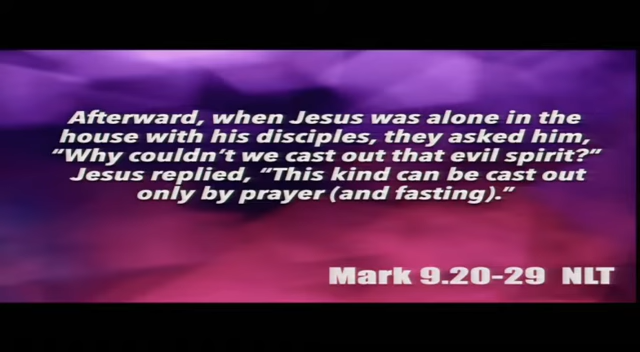 Afterward, when Jesus was alone in the
house with his disciples, they asked him,
"Why couldn't we cast out that evil spirit?"
Jesus replied, "This kind can be cast out
only by prayer (and fasting)."
Mark 9.20-29 NLT